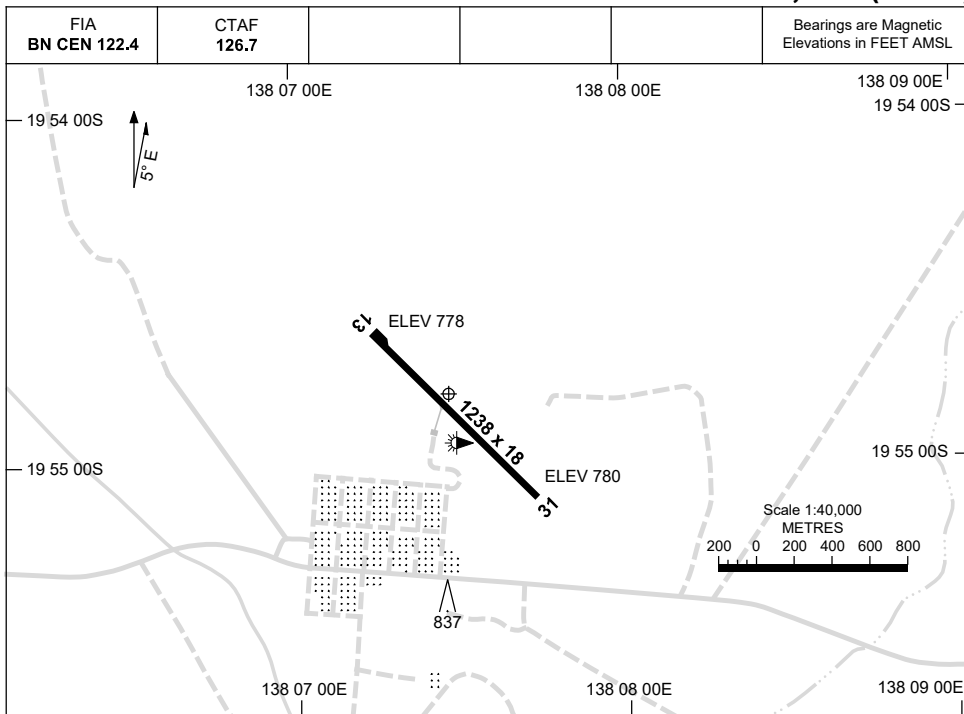 FIA
BN CEN 122.4
CTAF
126.7
Bearings are Magnetic
Elevations in FEET AMSL
138 07 00E
138 08 00E
138 09 00E
19 54 00S
19 54 00S
5° E
13
ELEV 778
1238 x 18
19 55 00S
ELEV 780
19 55 00S
31
Scale 1:40,000
METRES
200 0 200 400 600 800
837
138 07 00E
138 08 00E
138 09 00E